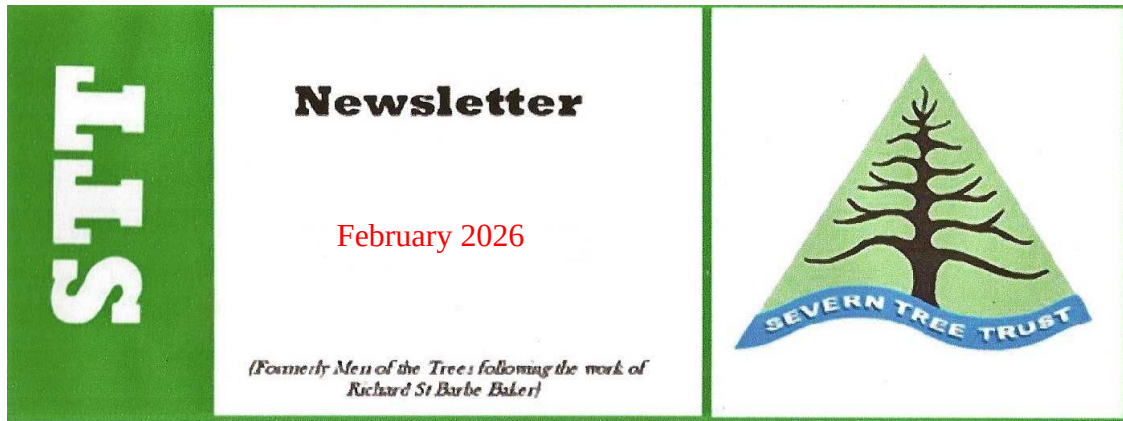 STT
Newsletter
February 2026
(Formerly Men of the Trees following the work of
Richard St Barbe Baker)
SEVERN TREE TRUST